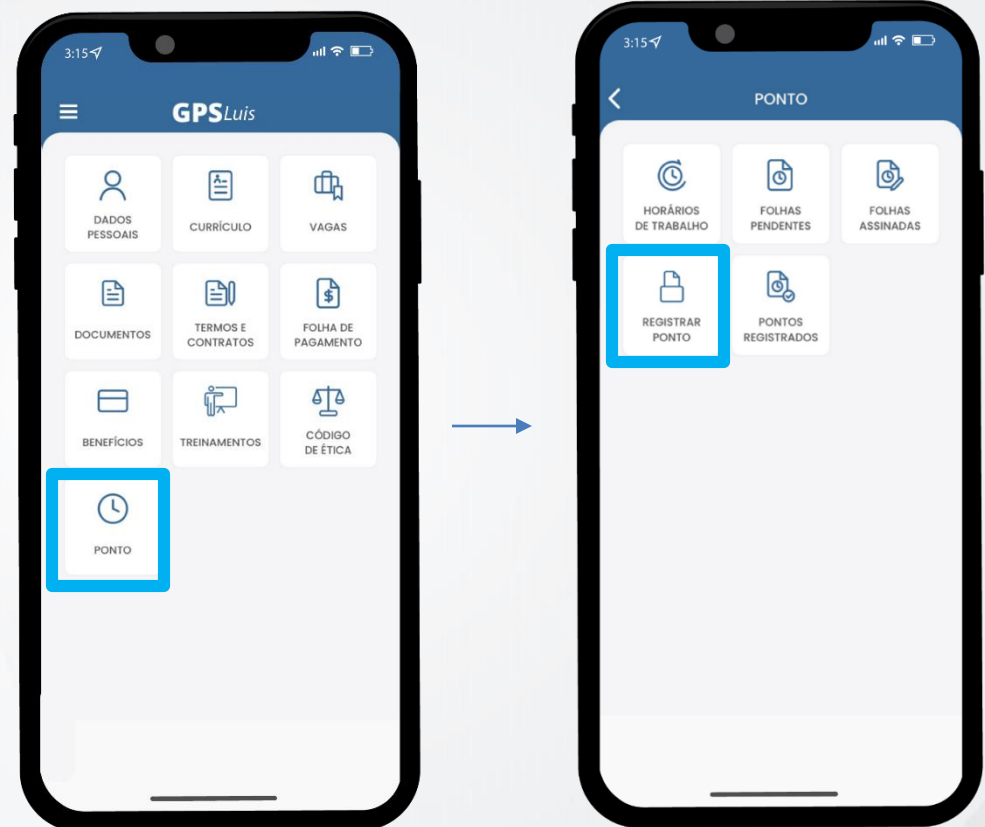 3:15
GPSLuis
DADOS
PESSOAIS
CURRÍCULO
VAGAS
DOCUMENTOS
TERMOS E
CONTRATOS
FOLHA DE
PAGAMENTO
BENEFÍCIOS
TREINAMENTOS
CÓDIGO
DE ÉTICA
PONTO
3:15
PONTO
HORÁRIOS
DE TRABALHO
FOLHAS
PENDENTES
FOLHAS
ASSINADAS
REGISTRAR
PONTO
PONTOS
REGISTRADOS